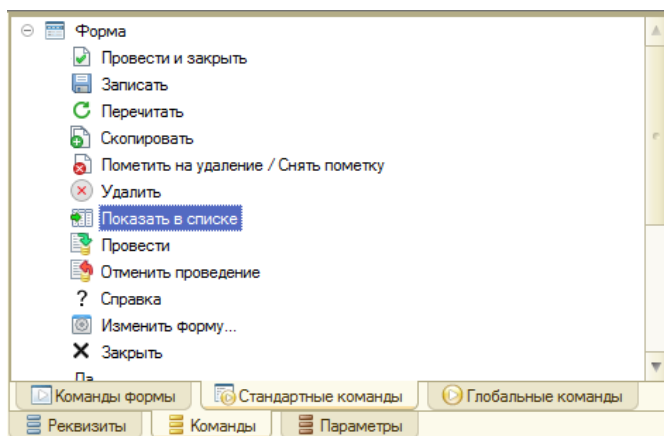 Форма
Провести и закрыть
Записать
Перечитать
Скопировать
Пометить на удаление / Снять пометку
Удалить
Показать в списке
Провести
Отменить проведение
? Справка
Изменить форму...
Закрыть
Команды формы Стандартные команды Глобальные команды
Реквизиты Команды Параметры